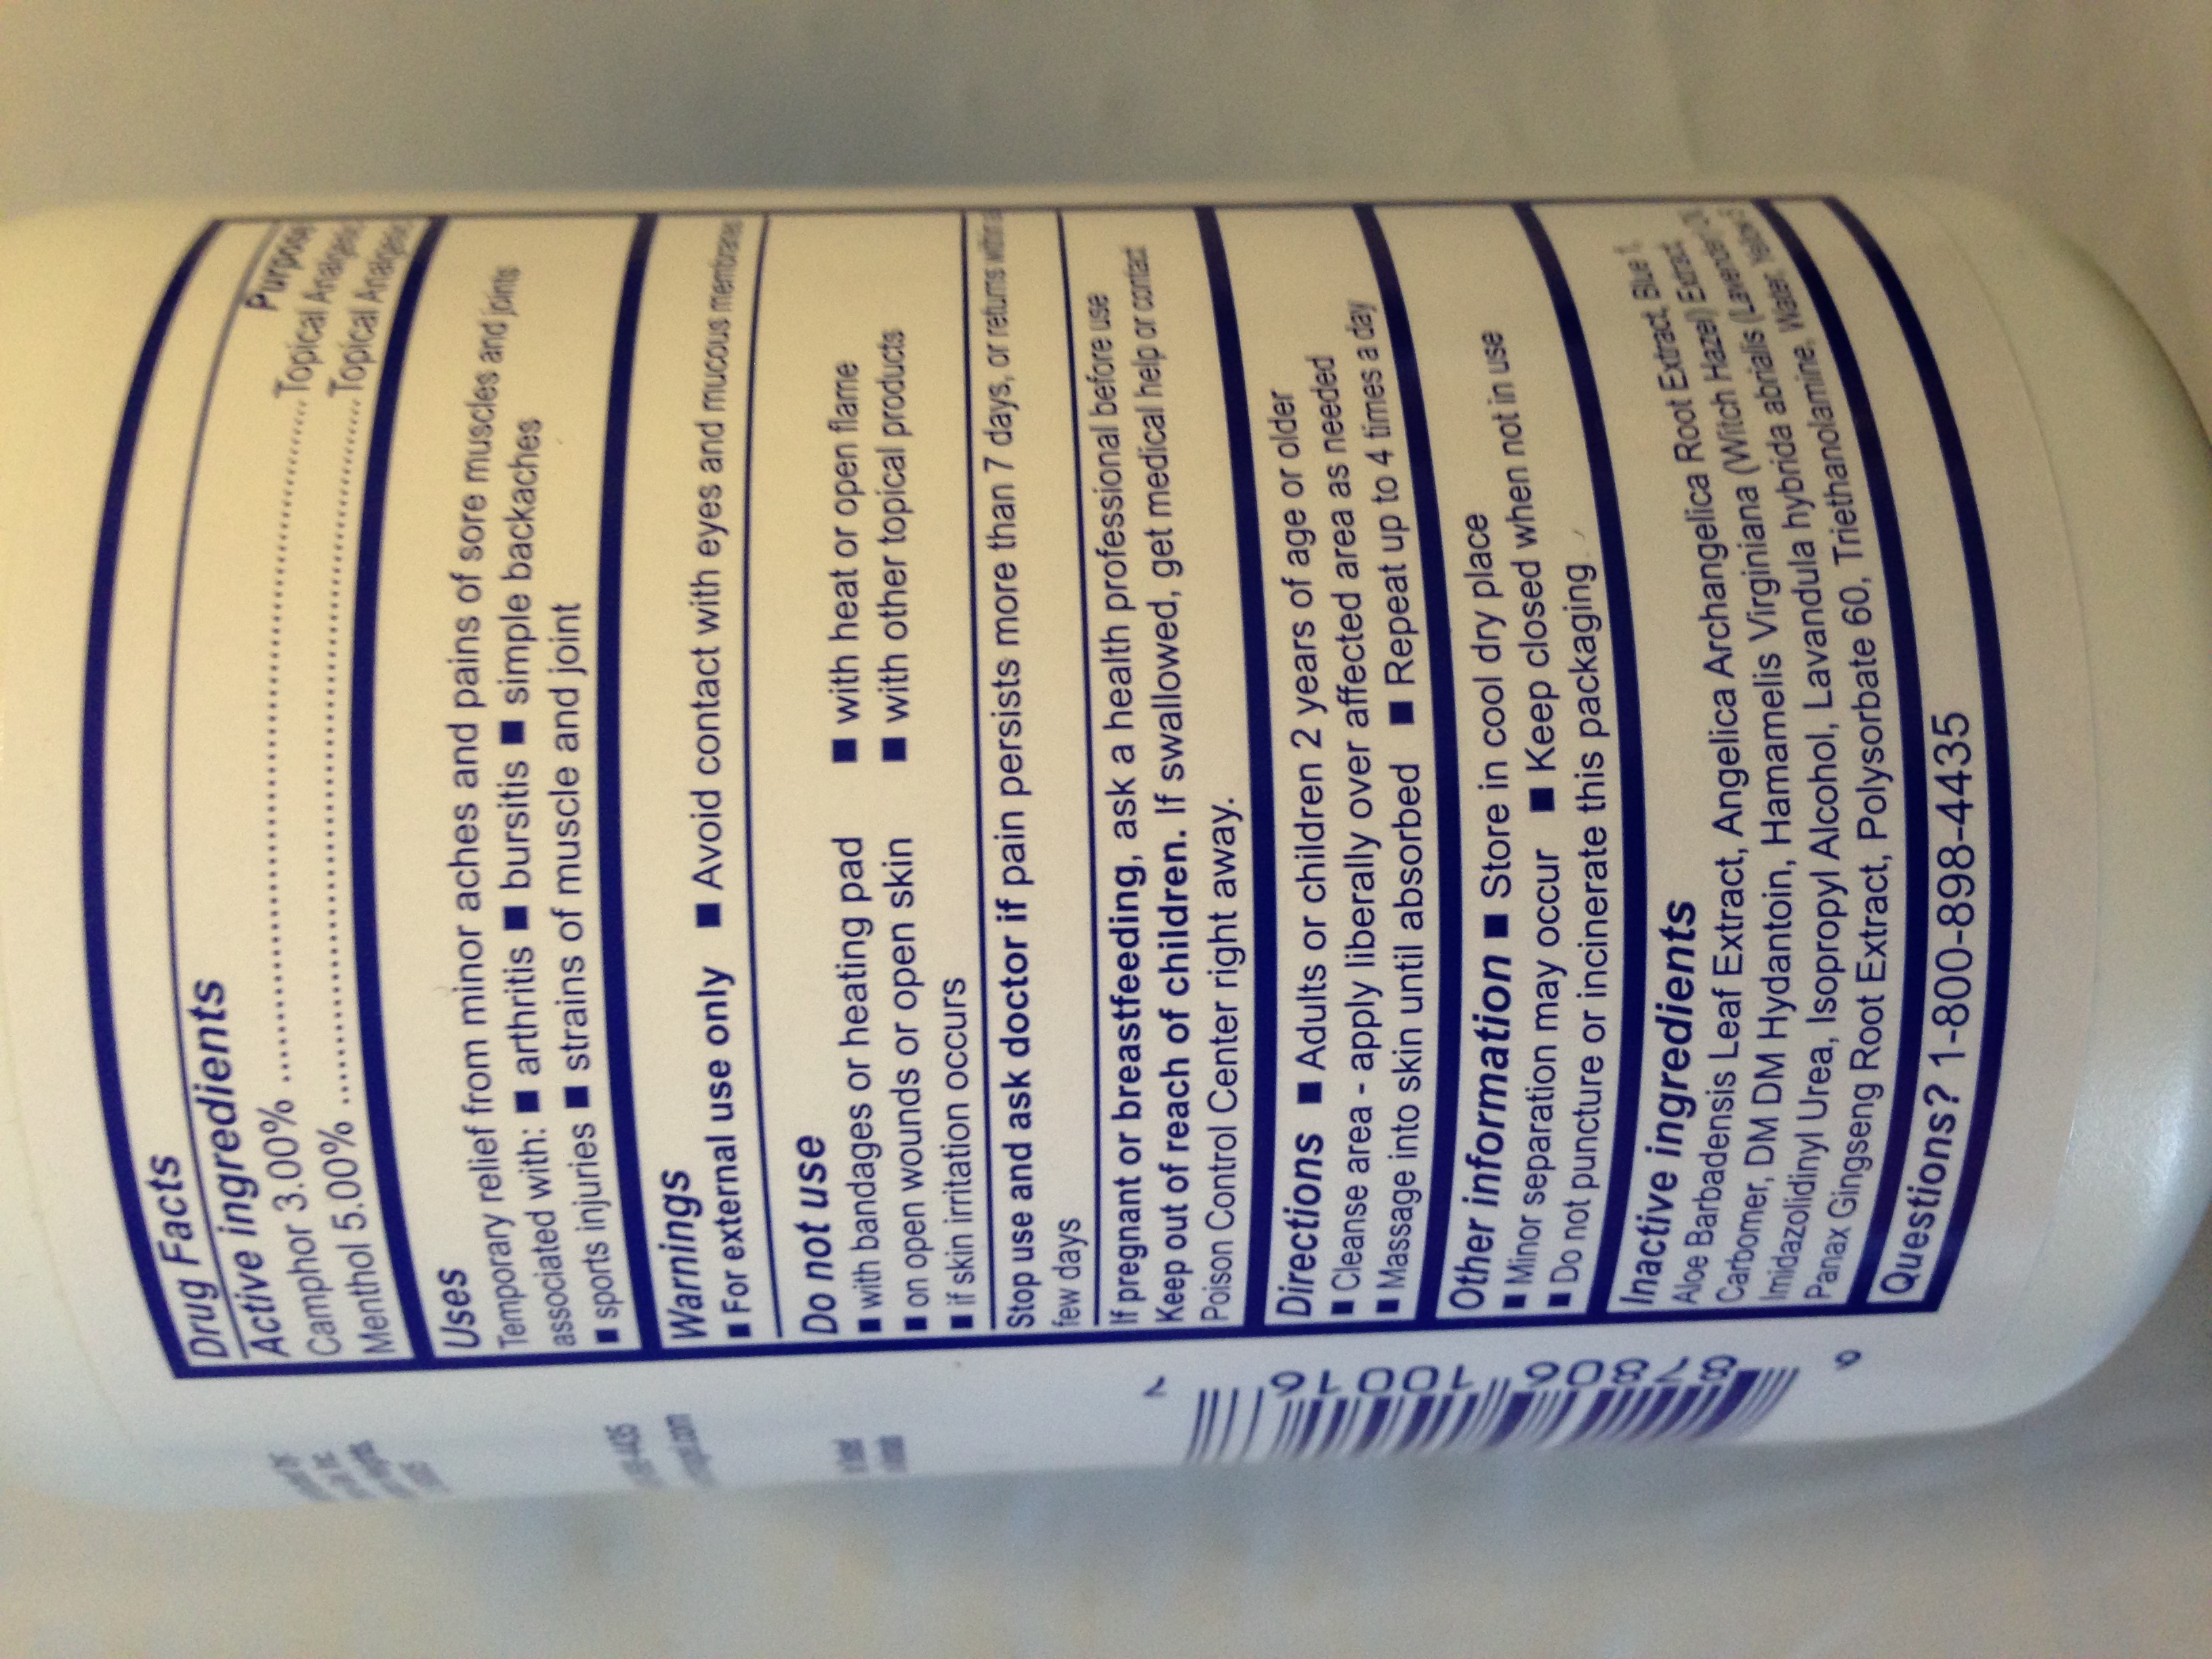 Drug Facts
Active ingredients Purpose
Camphor 3.00% ........ Topical Analgesic
Menthol 5.00% ........ Topical Analgesic
Uses
Temporary relief from minor aches and pains of sore muscles and joints
associated with: ■ arthritis ■ bursitis ■ simple backaches
■ sports injuries ■ strains of muscle and joint
Warnings
■ For external use only ■ Avoid contact with eyes and mucous membranes
Do not use
■ with bandages or heating pad ■ with heat or open flame
■ on open wounds or open skin ■ with other topical products
■ if skin irritation occurs
Stop use and ask doctor if pain persists more than 7 days, or returns within a
few days
If pregnant or breastfeeding, ask a health professional before use
Keep out of reach of children. If swallowed, get medical help or contact
Poison Control Center right away.
Directions ■ Adults or children 2 years of age or older
■ Cleanse area - apply liberally over affected area as needed
■ Massage into skin until absorbed ■ Repeat up to 4 times a day
Other information ■ Store in cool dry place
■ Minor separation may occur ■ Keep closed when not in use
■ Do not puncture or incinerate this packaging
Inactive ingredients
Aloe Barbadensis Leaf Extract, Angelica Archangelica Root Extract, Blue 1,
Carbomer, DM DM Hydantoin, Hamamelis Virginiana (Witch Hazel) Extract,
Imidazolidinyl Urea, Isopropyl Alcohol, Lavandula hybrida abrialis (Lavender)
Panax Gingseng Root Extract, Polysorbate 60, Triethanolamine, Water, Yellow 5
Questions? 1-800-898-4435
7 87806 10019 6